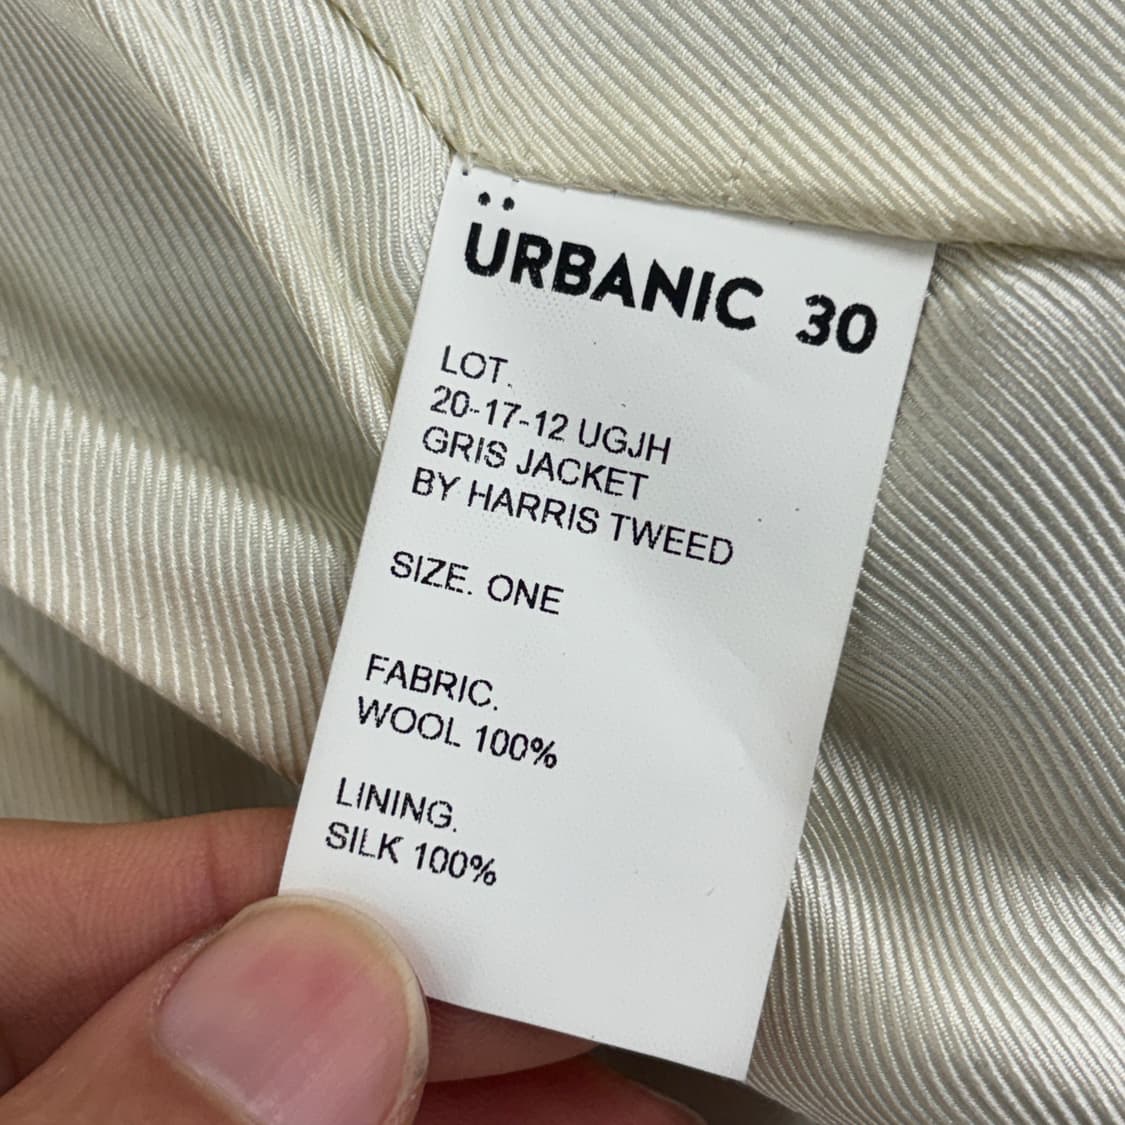 ÜRBANIC 30
LOT.
20-17-12 UGJH
GRIS JACKET
BY HARRIS TWEED
SIZE. ONE
FABRIC.
WOOL 100%
LINING.
SILK 100%